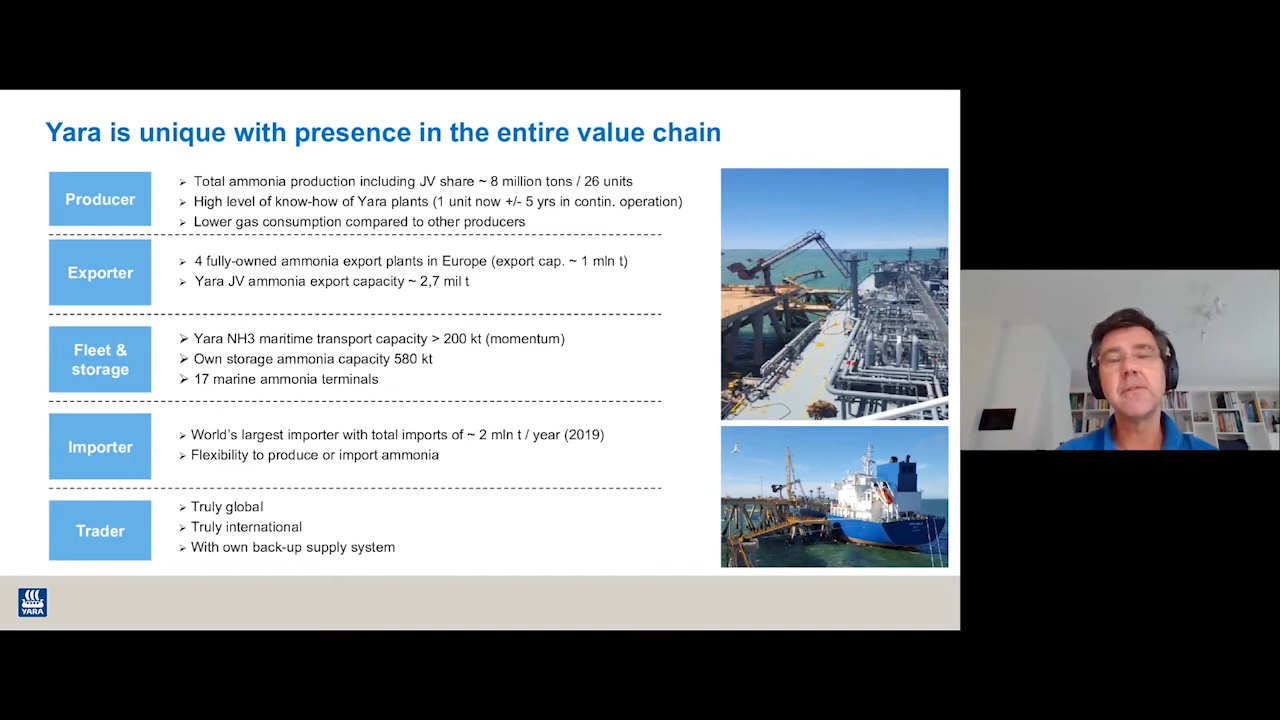 Yara is unique with presence in the entire value chain
Producer
➢ Total ammonia production including JV share ~ 8 million tons / 26 units
➢ High level of know-how of Yara plants (1 unit now +/- 5 yrs in contin. operation)
➢ Lower gas consumption compared to other producers
Exporter
➢ 4 fully-owned ammonia export plants in Europe (export cap. ~ 1 mln t)
➢ Yara JV ammonia export capacity ~ 2,7 mil t
Fleet &
storage
➢ Yara NH3 maritime transport capacity > 200 kt (momentum)
➢ Own storage ammonia capacity 580 kt
➢ 17 marine ammonia terminals
Importer
➢ World’s largest importer with total imports of ~ 2 mln t / year (2019)
➢ Flexibility to produce or import ammonia
Trader
➢ Truly global
➢ Truly international
➢ With own back-up supply system
YARA